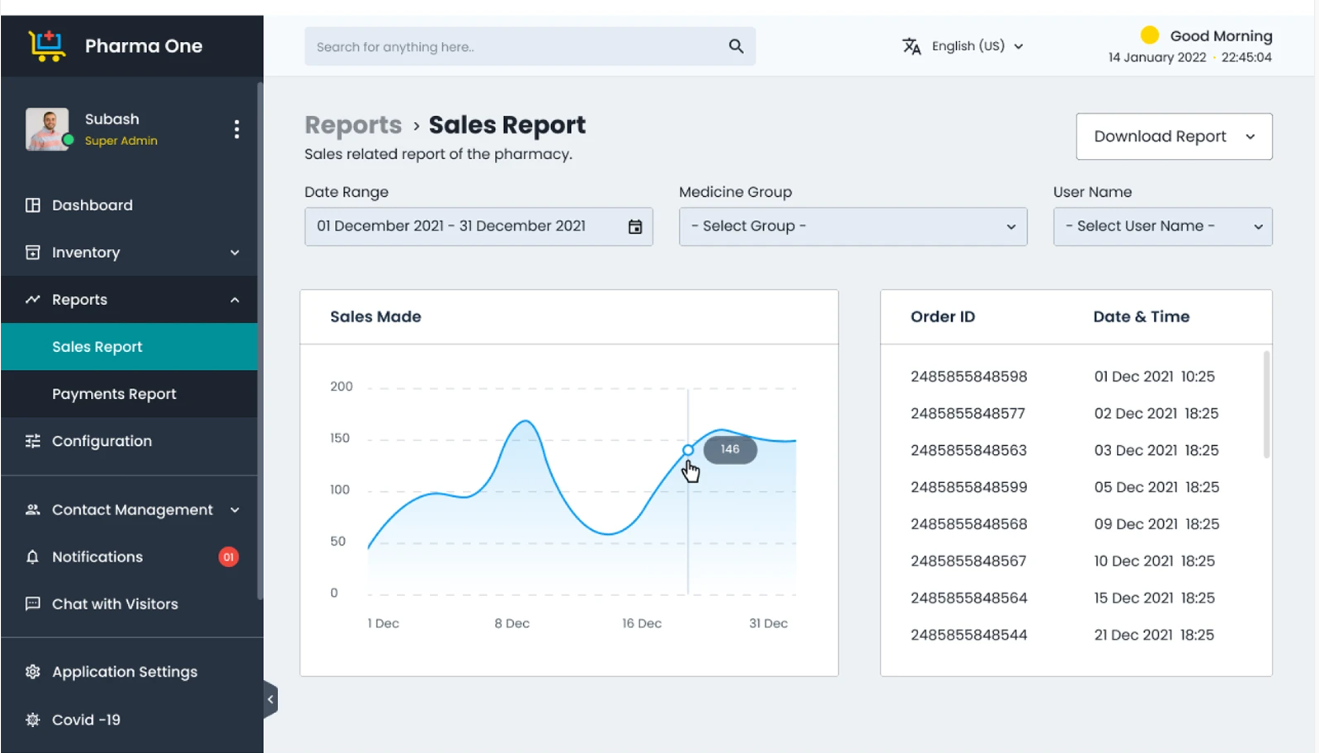 Pharma One
Search for anything here..
English (US)
Good Morning
14 January 2022 · 22:45:04
Subash
Super Admin
Dashboard
Inventory
Reports
Sales Report
Payments Report
Configuration
Contact Management
Notifications
01
Chat with Visitors
Application Settings
Covid -19
Reports › Sales Report
Sales related report of the pharmacy.
Download Report
Date Range
01 December 2021 - 31 December 2021
Medicine Group
- Select Group -
User Name
- Select User Name -
Sales Made
200
150
100
50
0
146
1 Dec 8 Dec 16 Dec 31 Dec
Order ID Date & Time
2485855848598 01 Dec 2021 10:25
2485855848577 02 Dec 2021 18:25
2485855848563 03 Dec 2021 18:25
2485855848599 05 Dec 2021 18:25
2485855848568 09 Dec 2021 18:25
2485855848567 10 Dec 2021 18:25
2485855848564 15 Dec 2021 18:25
2485855848544 21 Dec 2021 18:25